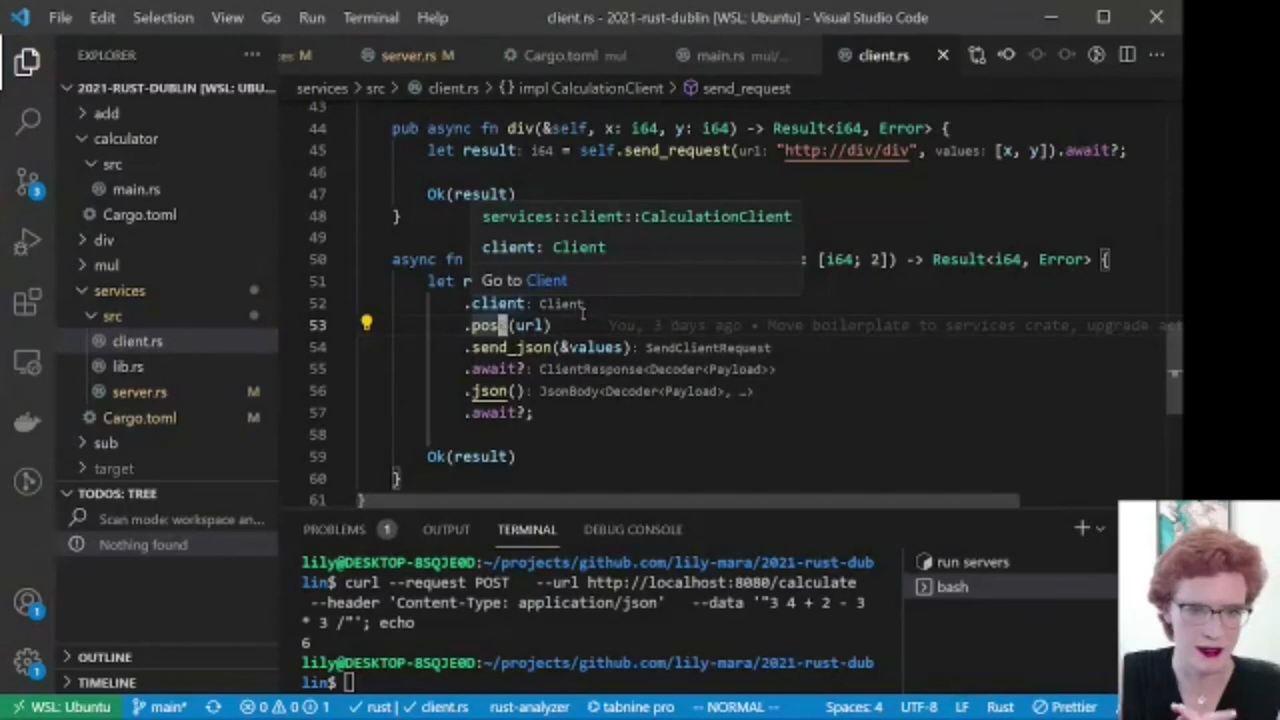 File Edit Selection View Go Run Terminal Help client.rs - 2021-rust-dublin [WSL: Ubuntu] - Visual Studio Code
EXPLORER ···
es M server.rs M Cargo.toml mul main.rs mul/... client.rs
2021-RUST-DUBLIN [WSL: UBU...
add
calculator
src
main.rs
Cargo.toml
div
mul
services
src
client.rs
lib.rs
server.rs M
Cargo.toml M
sub
target
TODOS: TREE
Scan mode: workspace an...
Nothing found
OUTLINE
TIMELINE
3
1
1
services > src > client.rs > {} impl CalculationClient > send_request
43
44 pub async fn div(&self, x: i64, y: i64) -> Result<i64, Error> {
45 let result: i64 = self.send_request(url: "http://div/div", values: [x, y]).await?;
46
47 Ok(result)
48 }
49
services::client::CalculationClient
client: Client
Go to Client
50 async fn : [i64; 2]) -> Result<i64, Error> {
51 let r
52 .client: Client
53 .post(url) You, 3 days ago • Move boilerplate to services crate, upgrade act
54 .send_json(&values): SendClientRequest
55 .await?: ClientResponse<Decoder<Payload>>
56 .json(): JsonBody<Decoder<Payload>, …>
57 .await?;
58
59 Ok(result)
60 }
61 }
PROBLEMS 1 OUTPUT TERMINAL DEBUG CONSOLE
lily@DESKTOP-8SQJE0D:~/projects/github.com/lily-mara/2021-rust-dub
lin$ curl --request POST --url http://localhost:8080/calculate
--header 'Content-Type: application/json' --data '"3 4 + 2 - 3
* 3 /"'; echo
6
lily@DESKTOP-8SQJE0D:~/projects/github.com/lily-mara/2021-rust-dub
lin$
run servers
bash
WSL: Ubuntu main* 0 0 1 rust | client.rs rust-analyzer tabnine pro -- NORMAL -- Spaces: 4 UTF-8 LF Rust Prettier